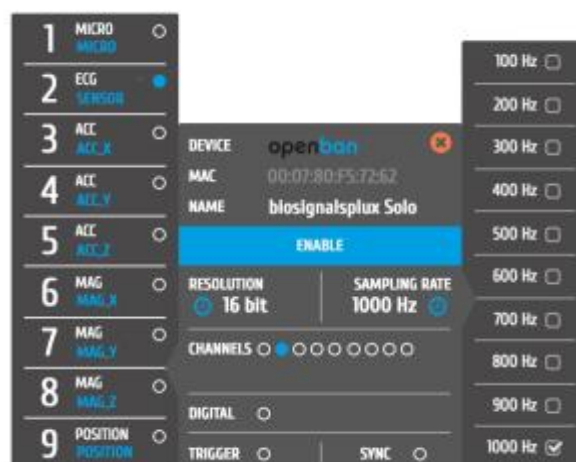 1 MICRO
MICRO
2 ECG
SENSOR
3 ACC
ACC_X
4 ACC
ACC_Y
5 ACC
ACC_Z
6 MAG
MAG_X
7 MAG
MAG_Y
8 MAG
MAG_Z
9 POSITION
POSITION
DEVICE openban
MAC 00:07:80:F5:72:62
NAME biosignalsplux Solo
ENABLE
RESOLUTION
16 bit
SAMPLING RATE
1000 Hz
CHANNELS
DIGITAL
TRIGGER
SYNC
100 Hz
200 Hz
300 Hz
400 Hz
500 Hz
600 Hz
700 Hz
800 Hz
900 Hz
1000 Hz